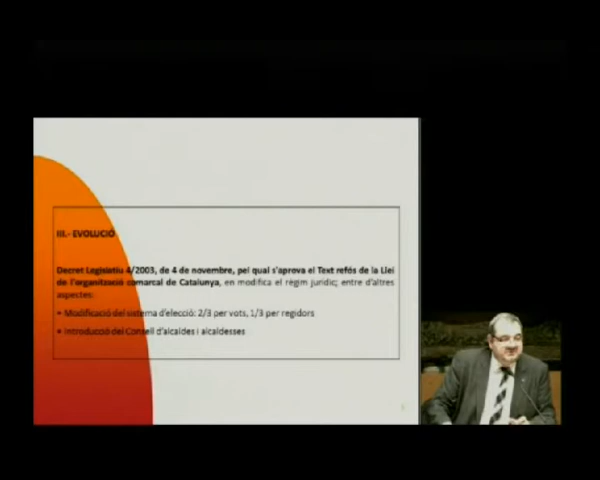 III.- EVOLUCIÓ
Decret Legislatiu 4/2003, de 4 de novembre, pel qual s'aprova el Text refós de la Llei
de l'organització comarcal de Catalunya, en modifica el règim jurídic; entre d'altres
aspectes:
• Modificació del sistema d'elecció: 2/3 per vots, 1/3 per regidors
• Introducció del Consell d'alcaldes i alcaldesses